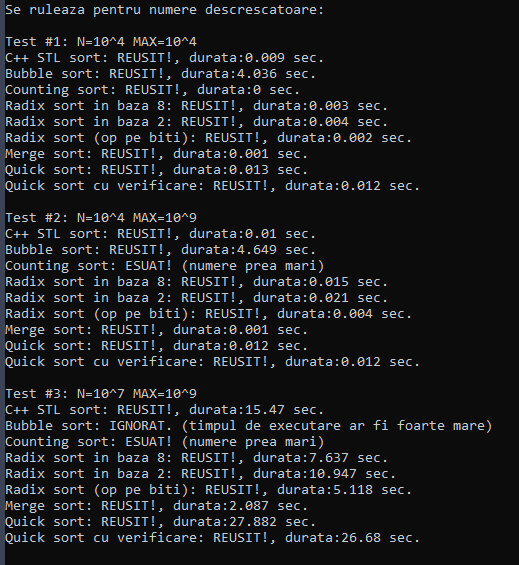 Se ruleaza pentru numere descrescatoare:
Test #1: N=10^4 MAX=10^4
C++ STL sort: REUSIT!, durata:0.009 sec.
Bubble sort: REUSIT!, durata:4.036 sec.
Counting sort: REUSIT!, durata:0 sec.
Radix sort in baza 8: REUSIT!, durata:0.003 sec.
Radix sort in baza 2: REUSIT!, durata:0.004 sec.
Radix sort (op pe biti): REUSIT!, durata:0.002 sec.
Merge sort: REUSIT!, durata:0.001 sec.
Quick sort: REUSIT!, durata:0.013 sec.
Quick sort cu verificare: REUSIT!, durata:0.012 sec.
Test #2: N=10^4 MAX=10^9
C++ STL sort: REUSIT!, durata:0.01 sec.
Bubble sort: REUSIT!, durata:4.649 sec.
Counting sort: ESUAT! (numere prea mari)
Radix sort in baza 8: REUSIT!, durata:0.015 sec.
Radix sort in baza 2: REUSIT!, durata:0.021 sec.
Radix sort (op pe biti): REUSIT!, durata:0.004 sec.
Merge sort: REUSIT!, durata:0.001 sec.
Quick sort: REUSIT!, durata:0.012 sec.
Quick sort cu verificare: REUSIT!, durata:0.012 sec.
Test #3: N=10^7 MAX=10^9
C++ STL sort: REUSIT!, durata:15.47 sec.
Bubble sort: IGNORAT. (timpul de executare ar fi foarte mare)
Counting sort: ESUAT! (numere prea mari)
Radix sort in baza 8: REUSIT!, durata:7.637 sec.
Radix sort in baza 2: REUSIT!, durata:10.947 sec.
Radix sort (op pe biti): REUSIT!, durata:5.118 sec.
Merge sort: REUSIT!, durata:2.087 sec.
Quick sort: REUSIT!, durata:27.882 sec.
Quick sort cu verificare: REUSIT!, durata:26.68 sec.